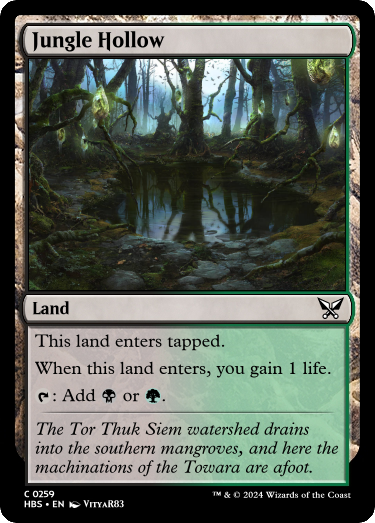 Jungle Hollow
Land
This land enters tapped.
When this land enters, you gain 1 life.
: Add or .
The Tor Thuk Siem watershed drains
into the southern mangroves, and here the
machinations of the Towara are afoot.
C 0259
HBS • EN VITYAR83
™ & © 2024 Wizards of the Coast